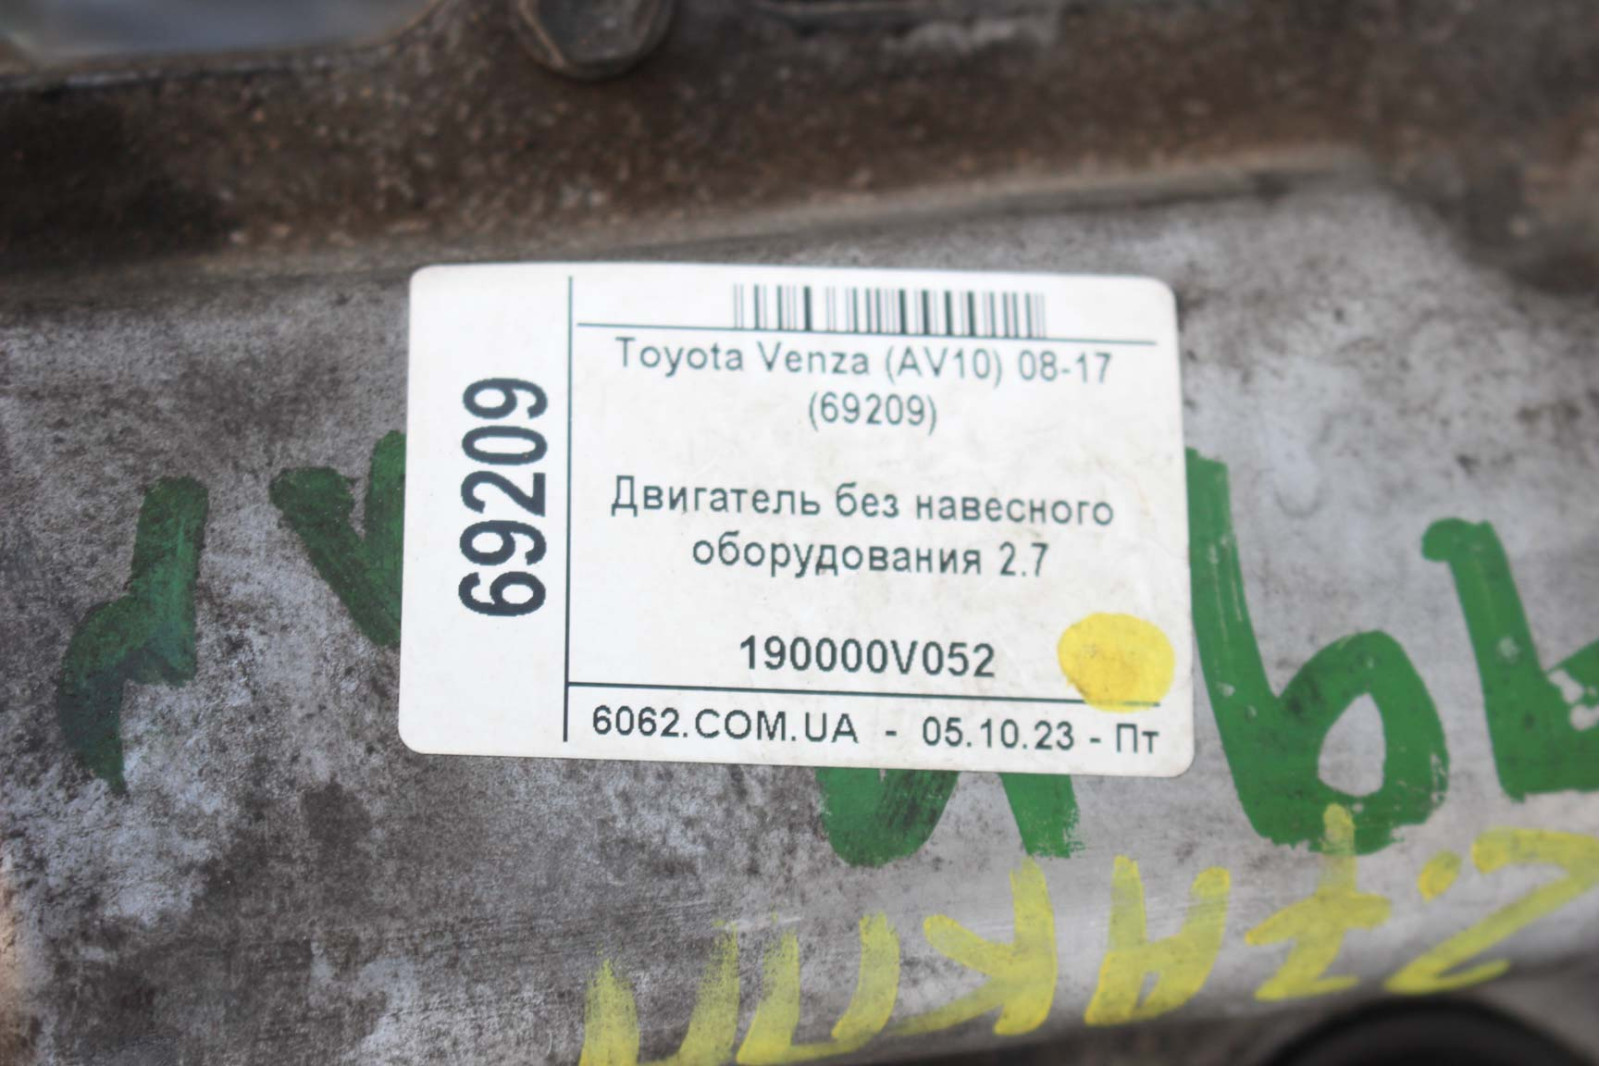 69209
Toyota Venza (AV10) 08-17
(69209)
Двигатель без навесного
оборудования 2.7
190000V052
6062.COM.UA - 05.10.23 - Пт